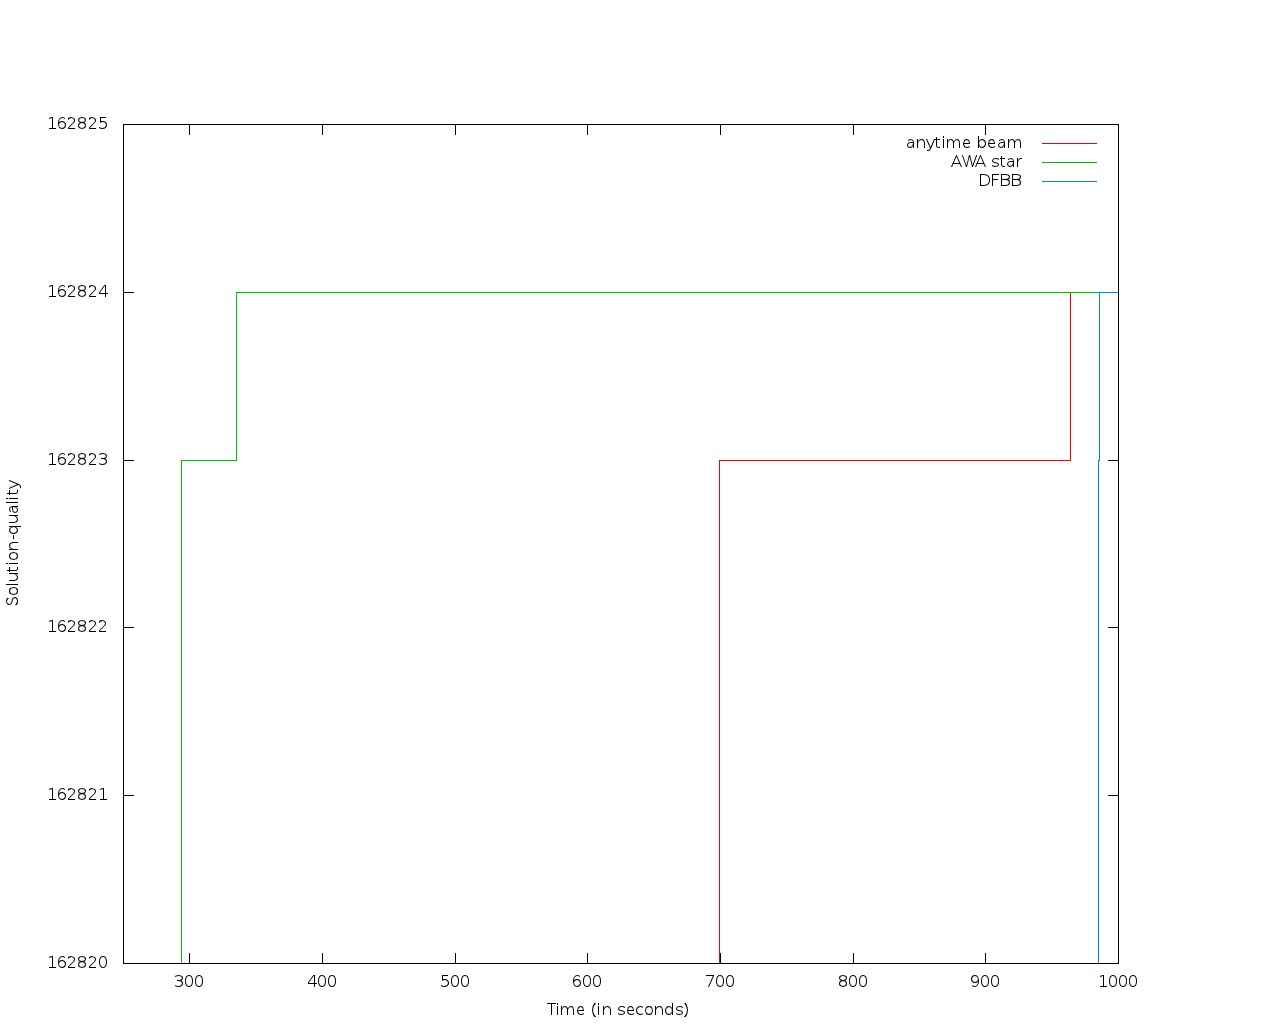 162825
anytime beam
AWA star
DFBB
162824
162823
Solution-quality
162822
162821
162820
300 400 500 600 700 800 900 1000
Time (in seconds)